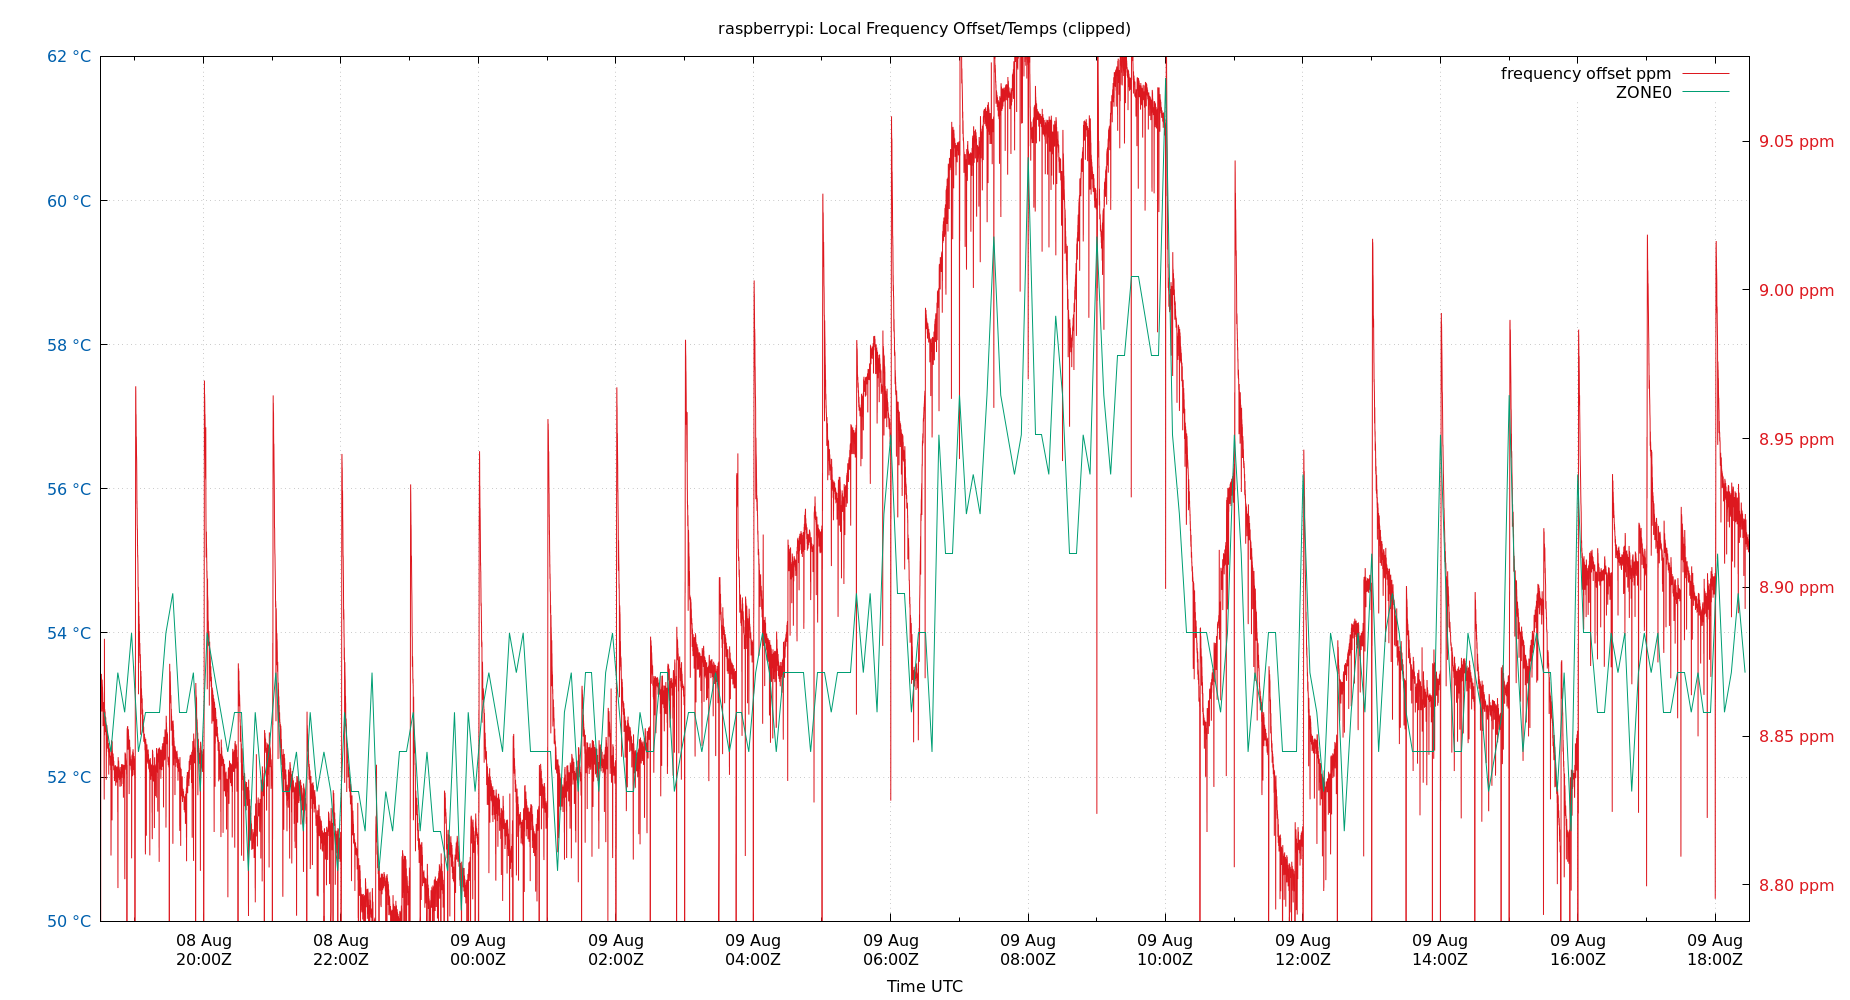 raspberrypi: Local Frequency Offset/Temps (clipped)
62 °C
60 °C
58 °C
56 °C
54 °C
52 °C
50 °C
frequency offset ppm
ZONE0
9.05 ppm
9.00 ppm
8.95 ppm
8.90 ppm
8.85 ppm
8.80 ppm
08 Aug
20:00Z
08 Aug
22:00Z
09 Aug
00:00Z
09 Aug
02:00Z
09 Aug
04:00Z
09 Aug
06:00Z
09 Aug
08:00Z
09 Aug
10:00Z
09 Aug
12:00Z
09 Aug
14:00Z
09 Aug
16:00Z
09 Aug
18:00Z
Time UTC